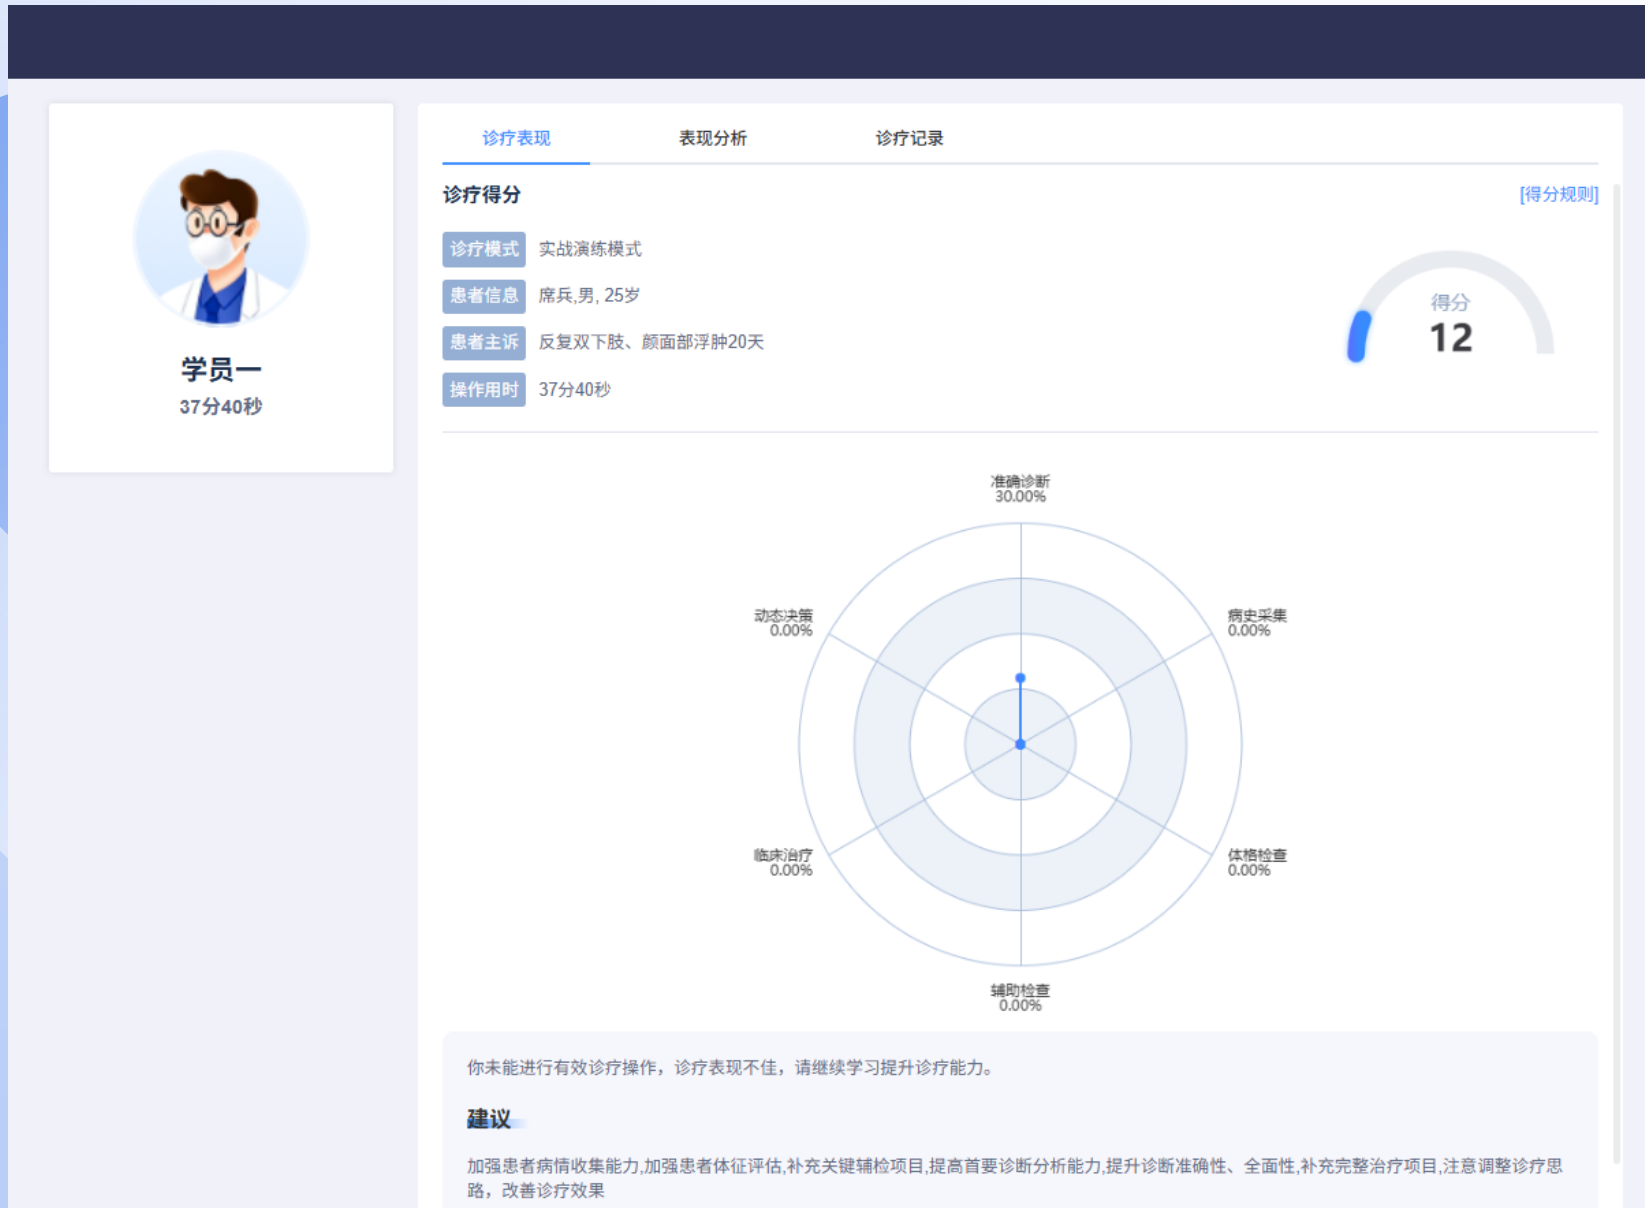 学员一
37分40秒
诊疗表现
表现分析
诊疗记录
诊疗得分
[得分规则]
诊疗模式 实战演练模式
患者信息 席兵,男, 25岁
患者主诉 反复双下肢、颜面部浮肿20天
操作用时 37分40秒
得分
12
准确诊断
30.00%
动态决策
0.00%
病史采集
0.00%
临床治疗
0.00%
体格检查
0.00%
辅助检查
0.00%
你未能进行有效诊疗操作，诊疗表现不佳，请继续学习提升诊疗能力。
建议
加强患者病情收集能力,加强患者体征评估,补充关键辅检项目,提高首要诊断分析能力,提升诊断准确性、全面性,补充完整治疗项目,注意调整诊疗思
路，改善诊疗效果